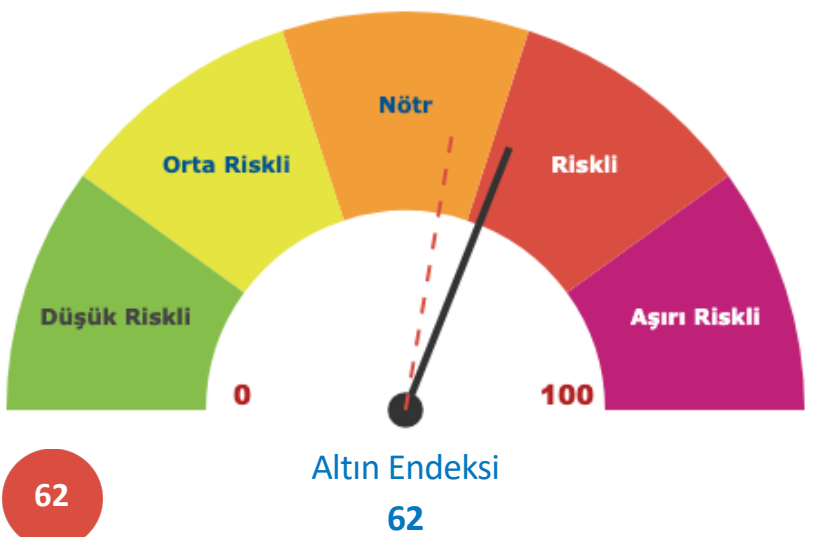 Nötr
Orta Riskli
Riskli
Düşük Riskli
Aşırı Riskli
0
100
Altın Endeksi
62
62